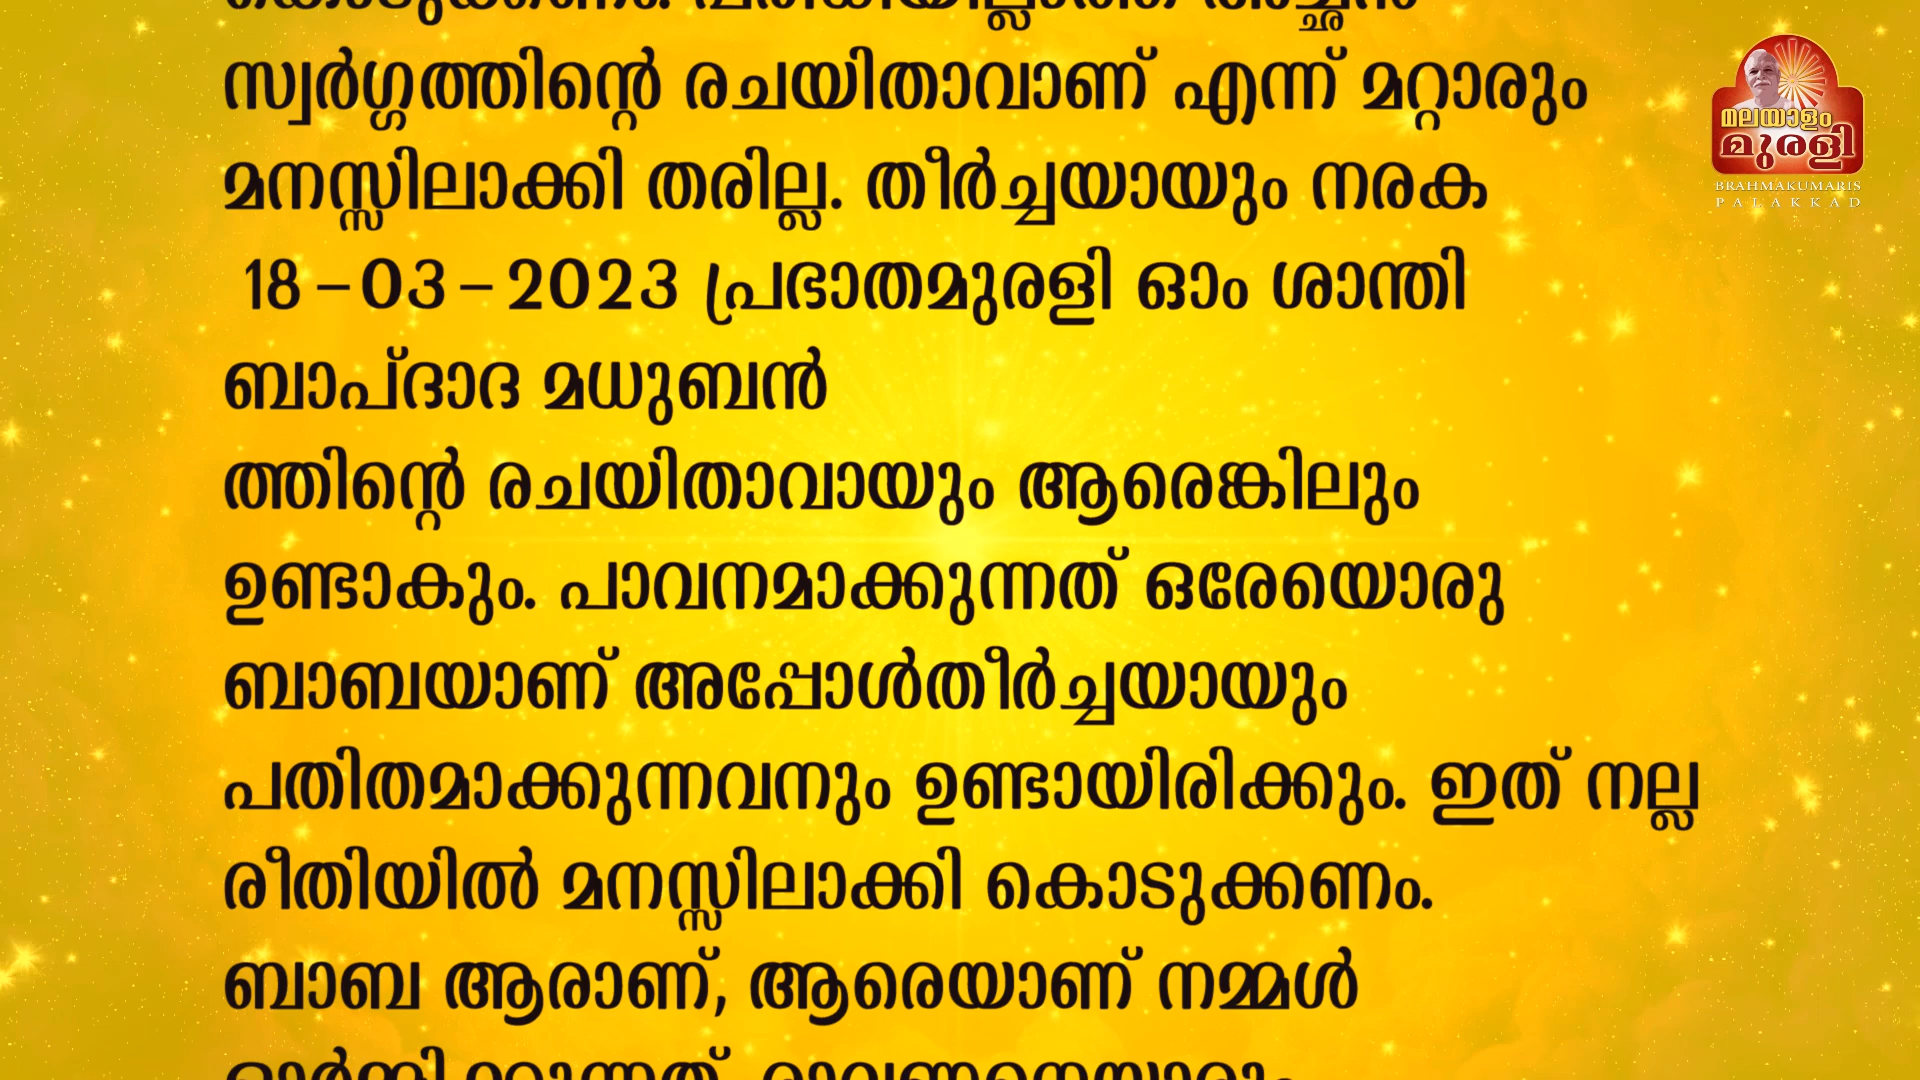 സ്വർഗ്ഗത്തിന്റെ രചയിതാവാണ് എന്ന് മറ്റാരും
മനസ്സിലാക്കി തരില്ല. തീർച്ചയായും നരക
18-03-2023 പ്രഭാതമുരളി ഓം ശാന്തി
ബാപ്ദാദ മധുബൻ
ത്തിന്റെ രചയിതാവായും ആരെങ്കിലും
ഉണ്ടാകും. പാവനമാക്കുന്നത് ഒരേയൊരു
ബാബയാണ് അപ്പോൾതീർച്ചയായും
പതിതമാക്കുന്നവനും ഉണ്ടായിരിക്കും. ഇത് നല്ല
രീതിയിൽ മനസ്സിലാക്കി കൊടുക്കണം.
ബാബ ആരാണ്, ആരെയാണ് നമ്മൾ
മലയാളം
മുരളി
BRAHMAKUMARIS
PALAKKAD